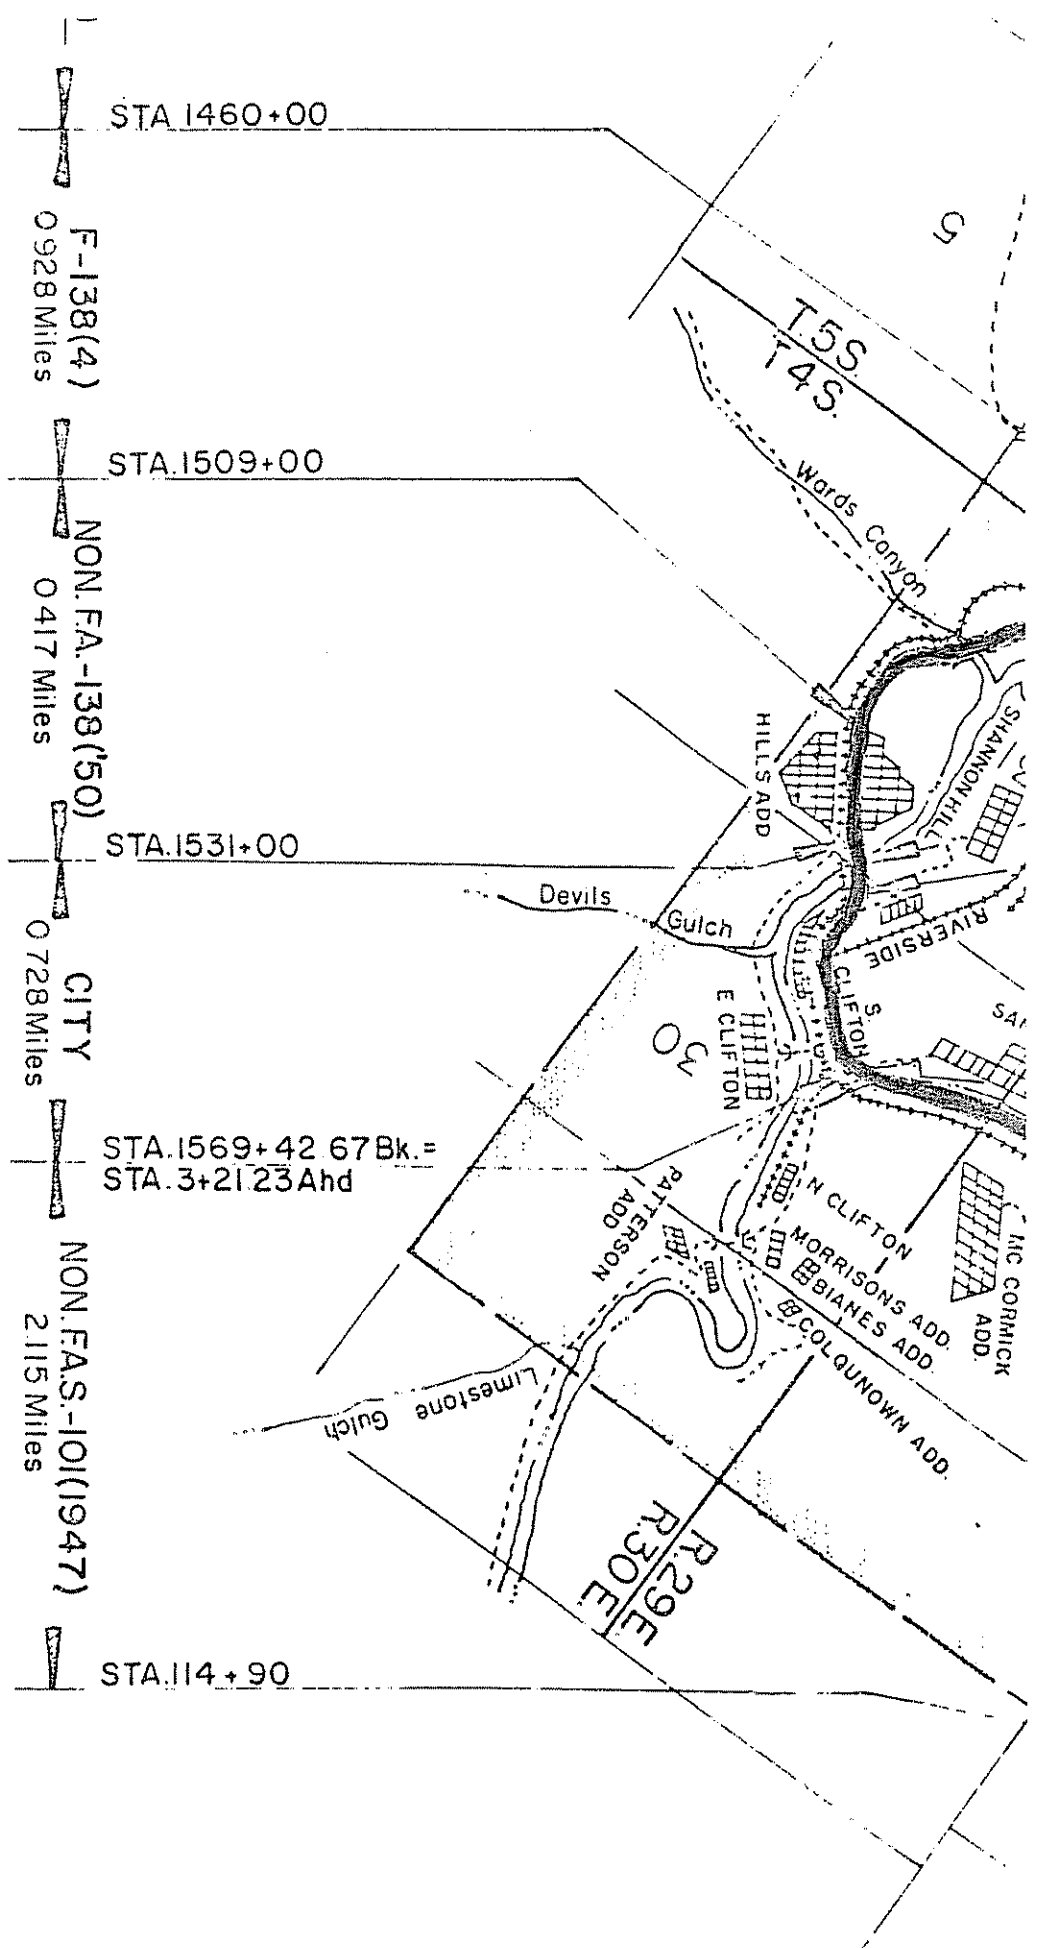 STA 1460+00
F-138(4)
0.928 Miles
STA.1509+00
NON. F.A.-138('50)
0.417 Miles
STA.1531+00
CITY
0.728 Miles
STA.1569+42.67 Bk.=
STA.3+21.23 Ahd
NON. F.A.S.-101(1947)
2.115 Miles
STA.114+90
5
T.5S.
T4S.
Wards Canyon
SHANNON HILL
HILLS ADD
Devils Gulch
RIVERSIDE
S.
CLIFTON
30
E CLIFTON
PATTERSON
ADD
N CLIFTON
MORRISONS ADD.
BIANES ADD.
COLQUNOWN ADD.
MC CORMICK
ADD.
Limestone Gulch
R29E
R.30E